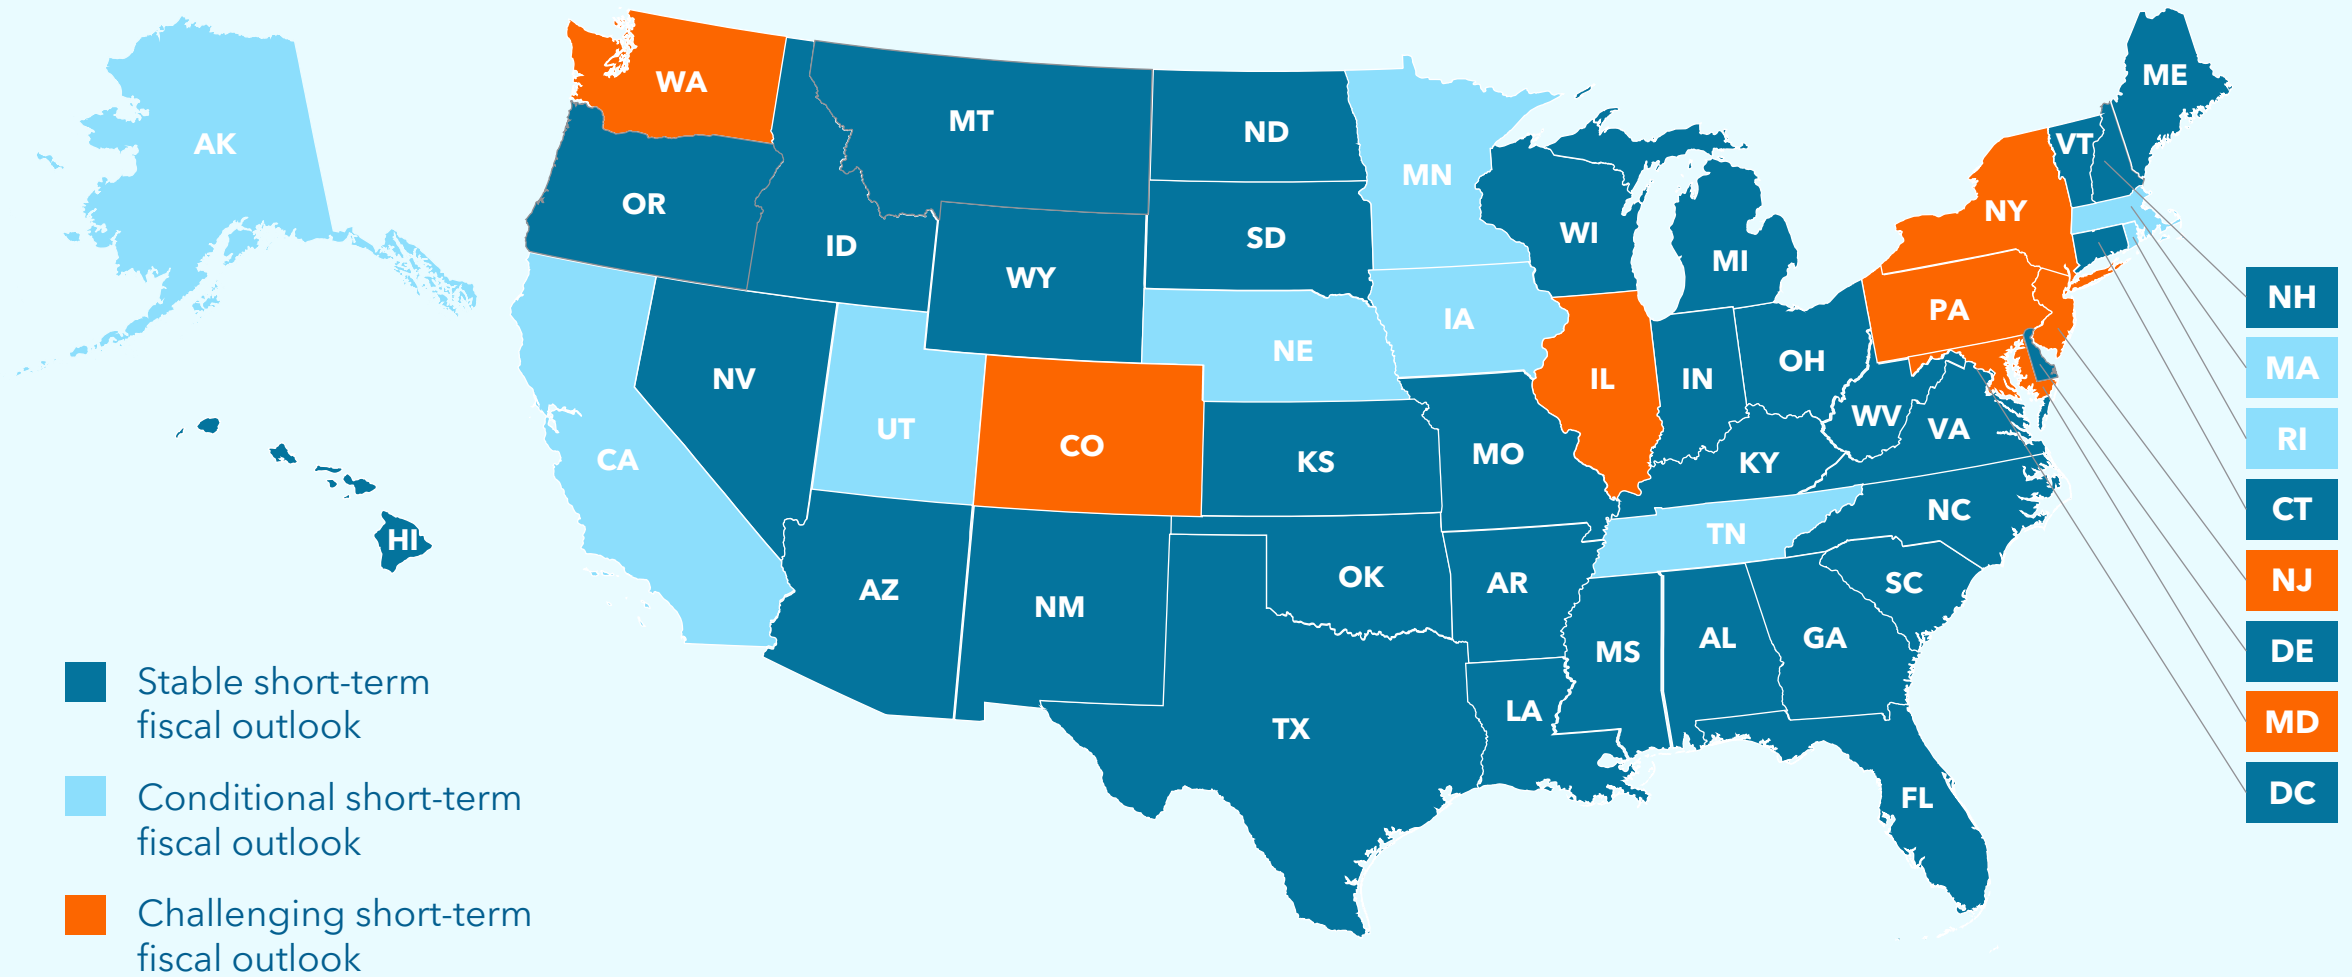 WA
ME
MT
ND
AK
VT
MN
OR
NY
WI
SD
ID
MI
WY
NH
PA
IA
NE
OH
MA
NV
IL
IN
WV
UT
VA
RI
CO
CA
MO
KS
KY
CT
NC
TN
HI
OK
NJ
AR
SC
AZ
NM
AL
GA
MS
DE
LA
MD
TX
DC
FL
Stable short-term
fiscal outlook
Conditional short-term
fiscal outlook
Challenging short-term
fiscal outlook